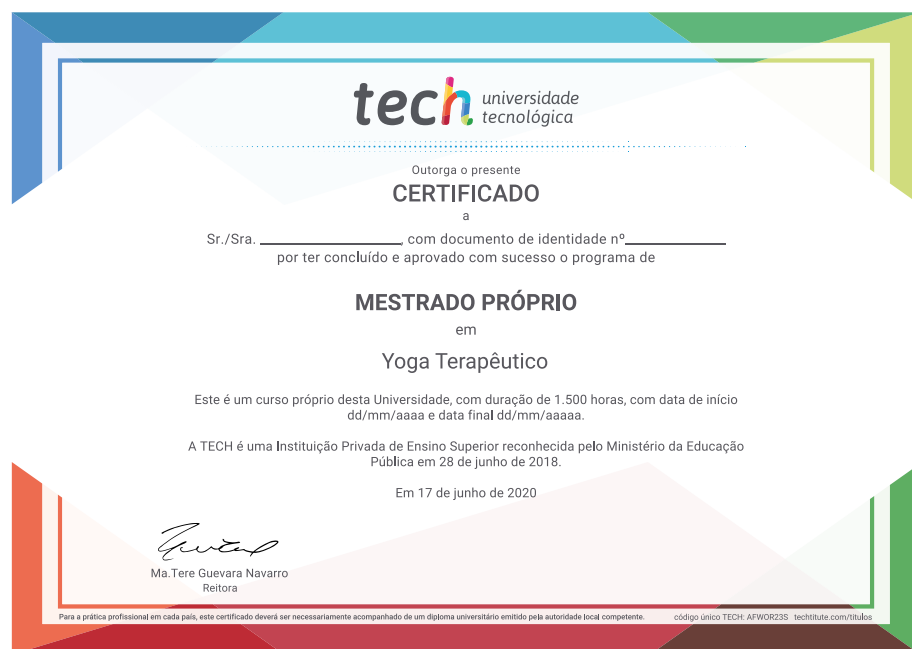 tech universidade
tecnológica
Outorga o presente
CERTIFICADO
a
Sr./Sra. ____________________, com documento de identidade nº______________
por ter concluído e aprovado com sucesso o programa de
MESTRADO PRÓPRIO
em
Yoga Terapêutico
Este é um curso próprio desta Universidade, com duração de 1.500 horas, com data de início
dd/mm/aaaa e data final dd/mm/aaaaa.
A TECH é uma Instituição Privada de Ensino Superior reconhecida pelo Ministério da Educação
Pública em 28 de junho de 2018.
Em 17 de junho de 2020
Ma.Tere Guevara Navarro
Reitora
Para a prática profissional em cada país, este certificado deverá ser necessariamente acompanhado de um diploma universitário emitido pela autoridade local competente. código único TECH: AFWOR23S techtitute.com/titulos